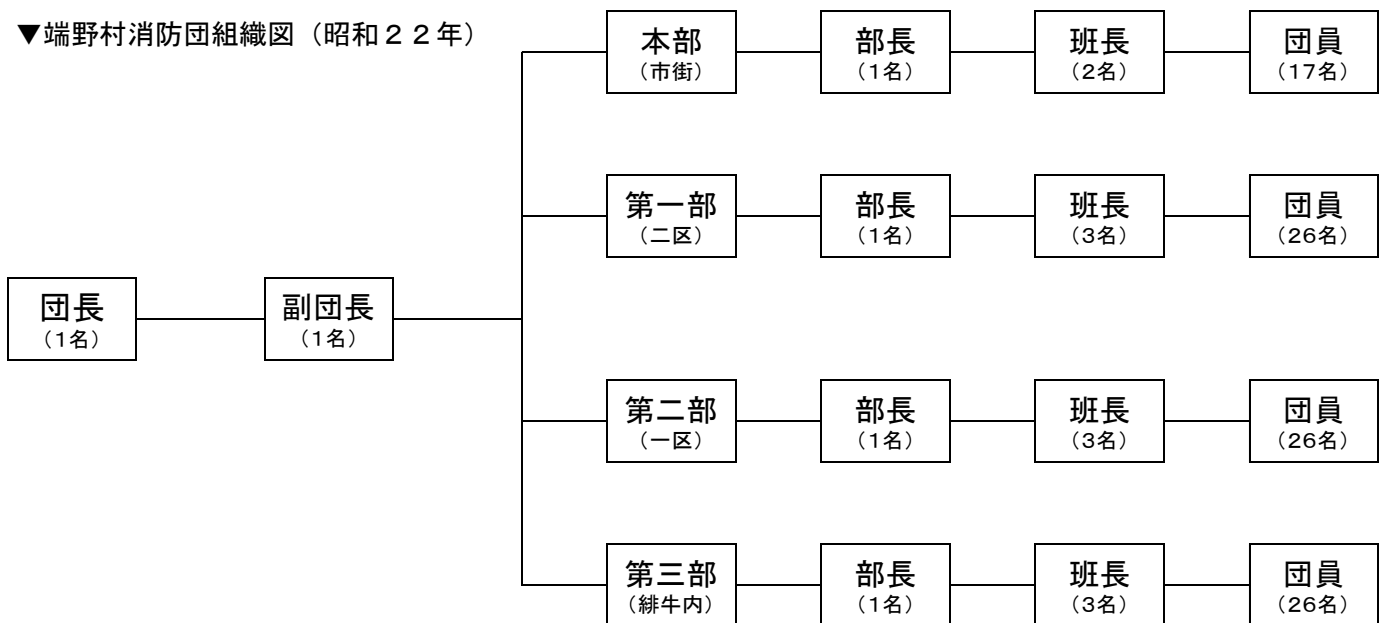 ▼端野村消防団組織図（昭和２２年）
本部
（市街）
部長
（1名）
班長
（2名）
団員
（17名）
第一部
（二区）
部長
（1名）
班長
（3名）
団員
（26名）
団長
（1名）
副団長
（1名）
第二部
（一区）
部長
（1名）
班長
（3名）
団員
（26名）
第三部
（緋牛内）
部長
（1名）
班長
（3名）
団員
（26名）